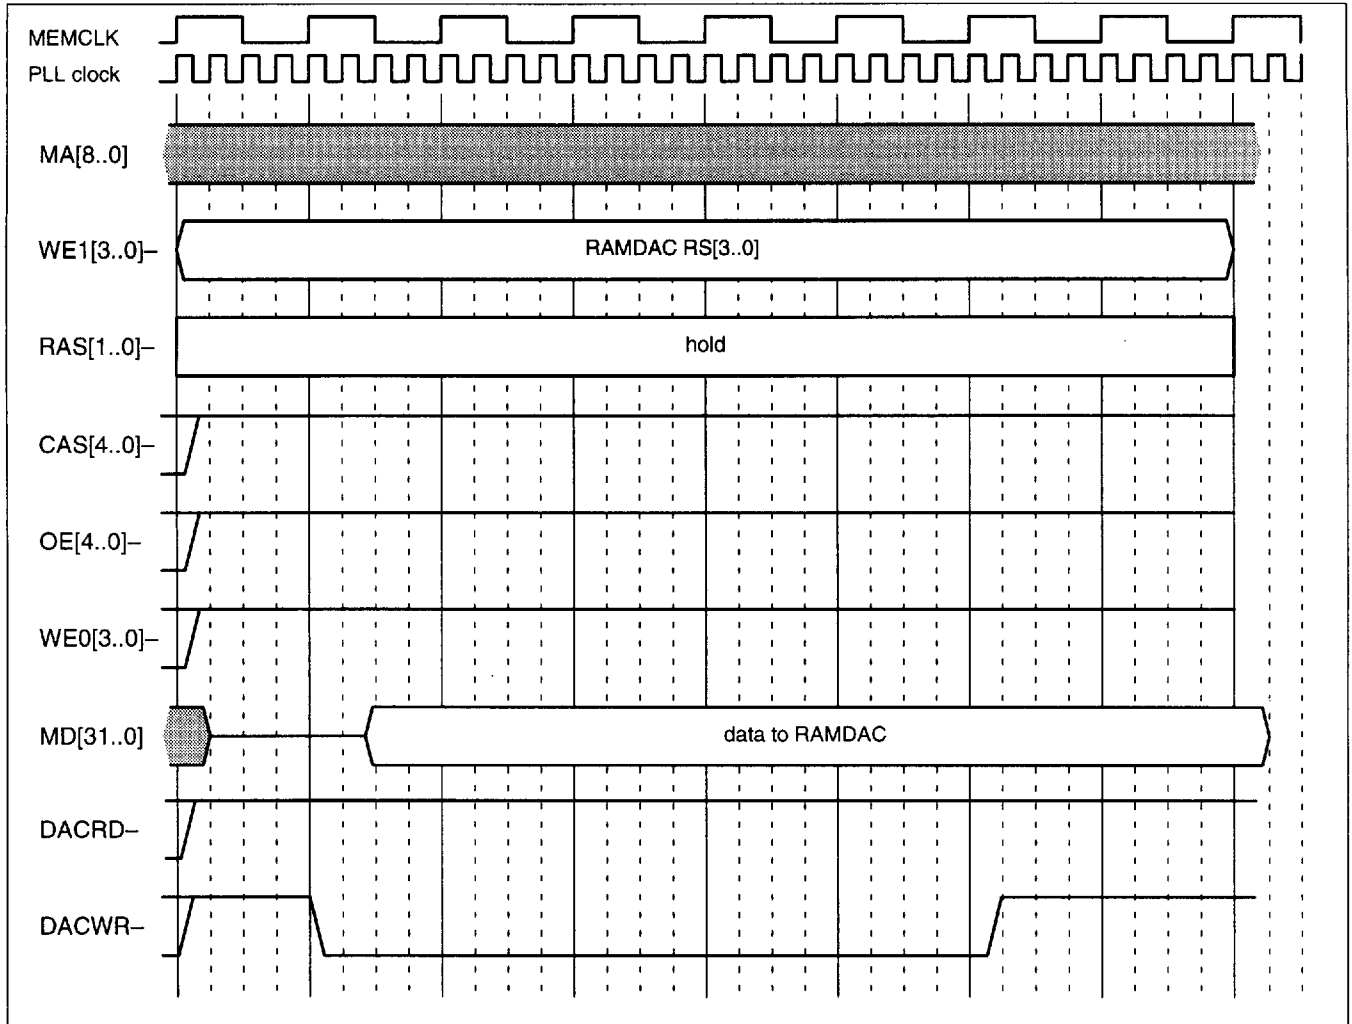 MEMCLK
PLL clock
MA[8..0]
WE1[3..0]–
RAMDAC RS[3..0]
RAS[1..0]–
hold
CAS[4..0]–
OE[4..0]–
WE0[3..0]–
MD[31..0]
data to RAMDAC
DACRD–
DACWR–